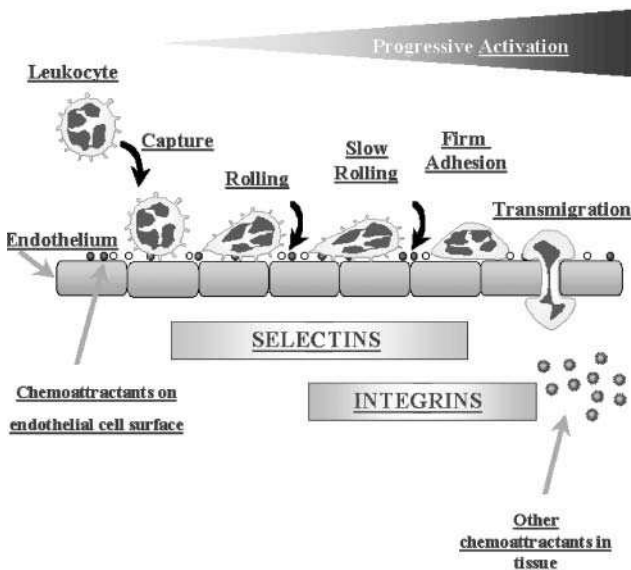 Progressive Activation
Leukocyte
Capture
Rolling
Slow
Rolling
Firm
Adhesion
Transmigration
Endothelium
SELECTINS
INTEGRINS
Chemoattractants on
endothelial cell surface
Other
chemoattractants in
tissue